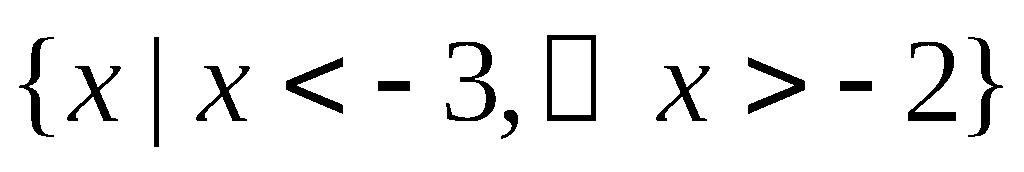 {x | x < - 3, x > - 2}